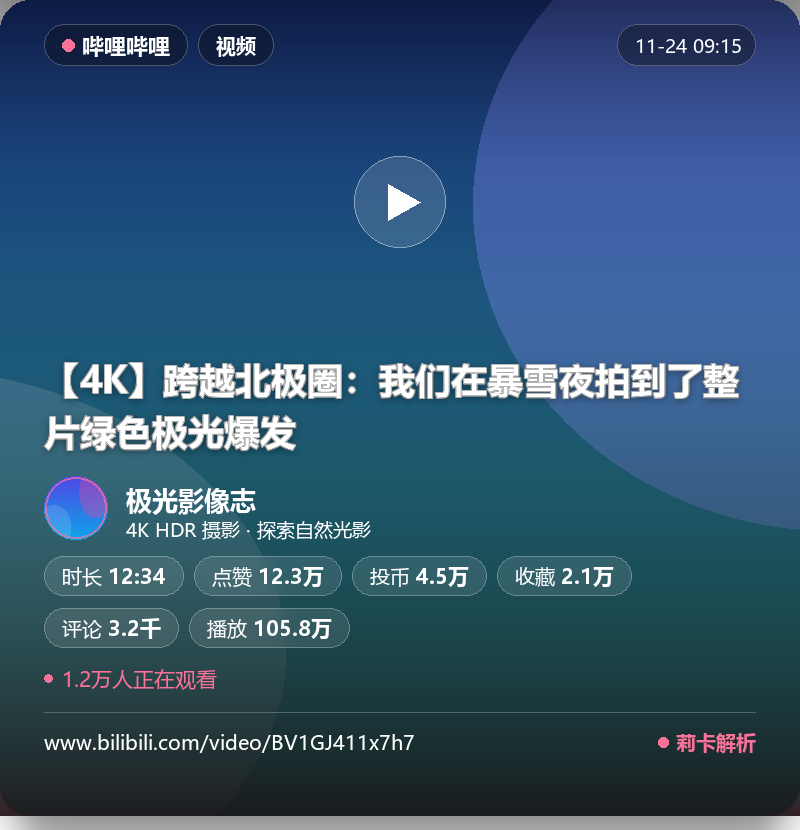 哔哩哔哩 视频 11-24 09:15
【4K】跨越北极圈：我们在暴雪夜拍到了整
片绿色极光爆发
极光影像志
4K HDR 摄影 · 探索自然光影
时长 12:34 点赞 12.3万 投币 4.5万 收藏 2.1万
评论 3.2千 播放 105.8万
1.2万人正在观看
www.bilibili.com/video/BV1GJ411x7h7 莉卡解析